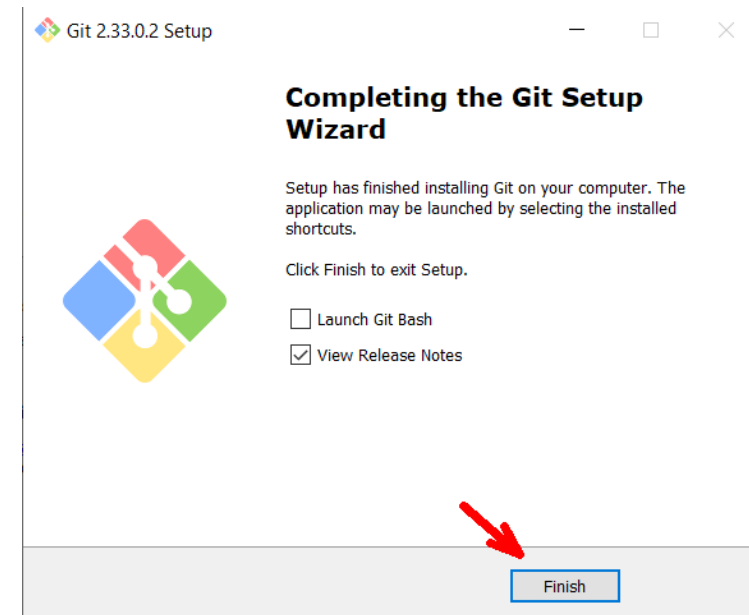 Git 2.33.0.2 Setup
Completing the Git Setup
Wizard
Setup has finished installing Git on your computer. The
application may be launched by selecting the installed
shortcuts.
Click Finish to exit Setup.
Launch Git Bash
View Release Notes
Finish